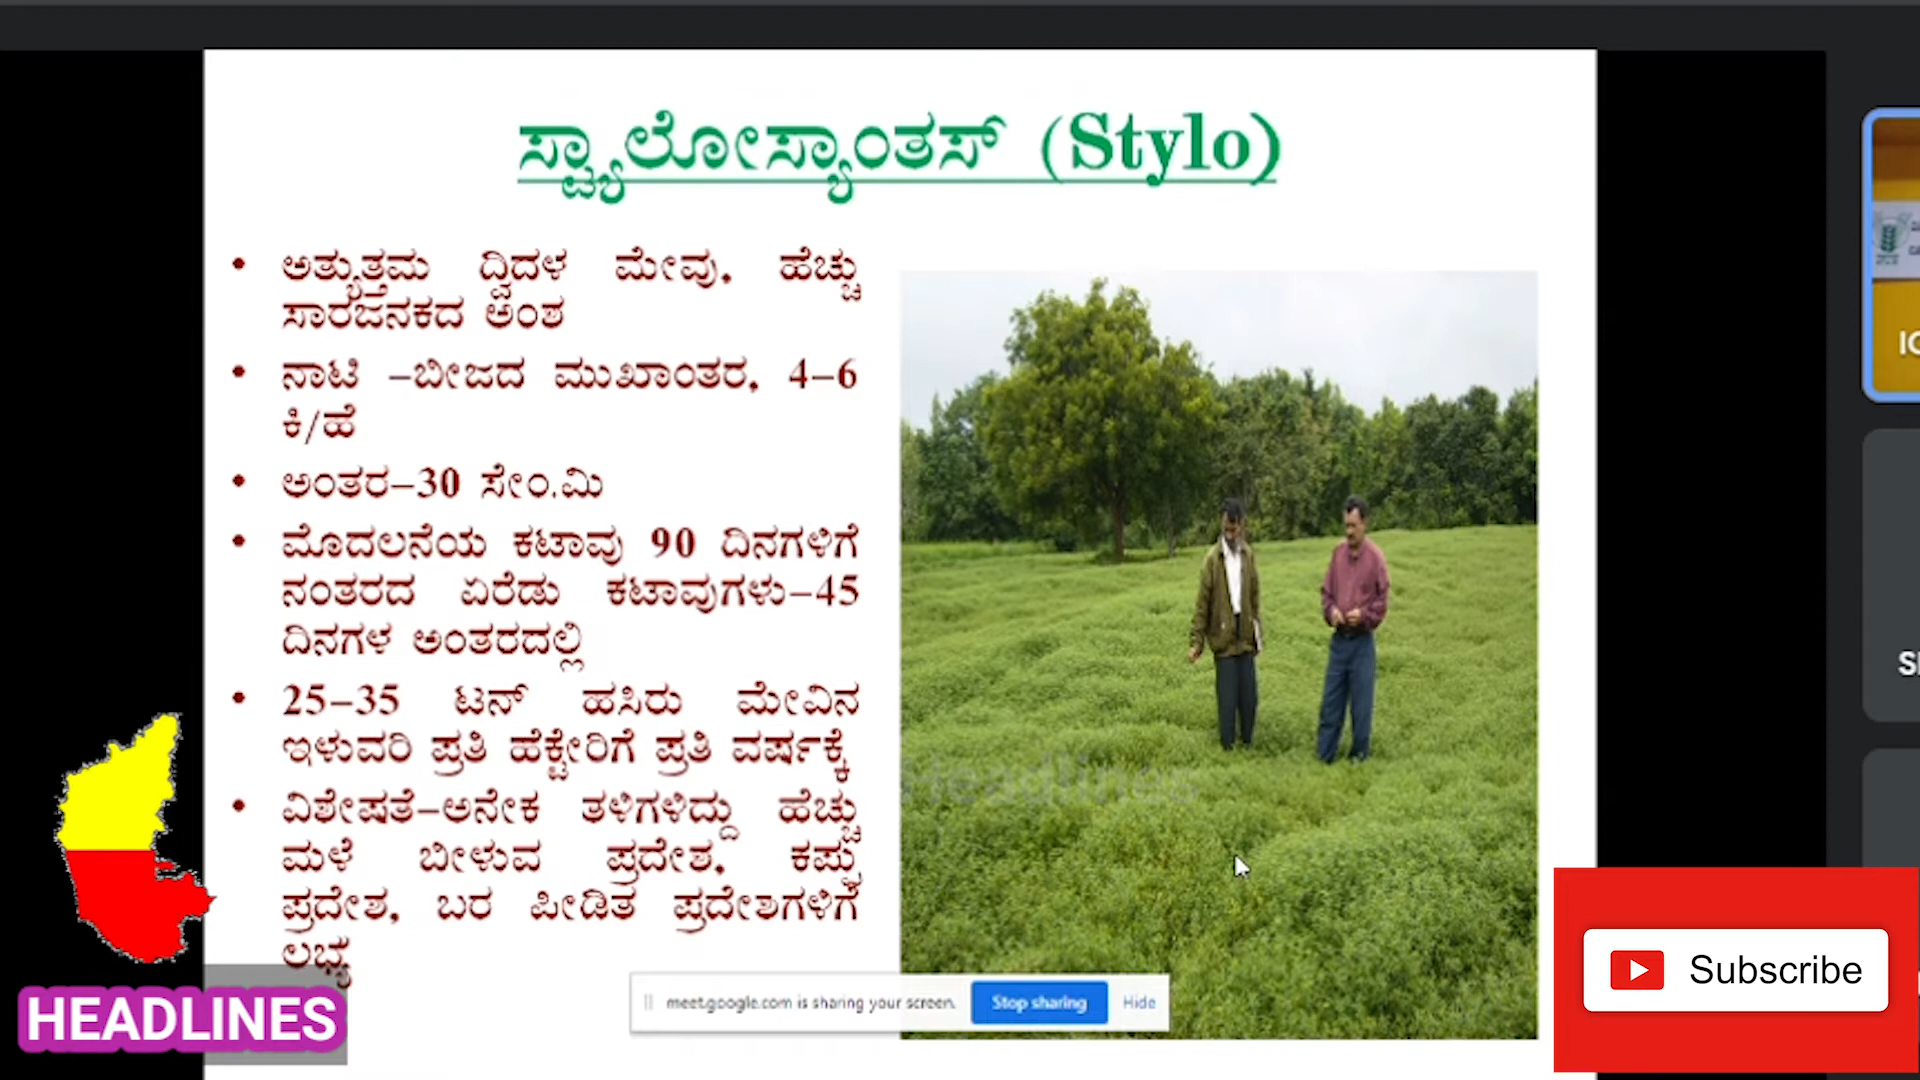 ಸ್ಟ್ಯಾಲೋಸ್ಯಾಂತಸ್ (Stylo)
• ಅತ್ಯುತ್ತಮ ದ್ವಿದಳ ಮೇವು, ಹೆಚ್ಚು
ಸಾರಜನಕದ ಅಂಶ
• ನಾಟಿ –ಬೀಜದ ಮುಖಾಂತರ, 4–6
ಕಿ/ಹೆ
• ಅಂತರ–30 ಸೇಂ.ಮಿ
• ಮೊದಲನೆಯ ಕಟಾವು 90 ದಿನಗಳಿಗೆ
ನಂತರದ ಏರೆಡು ಕಟಾವುಗಳು–45
ದಿನಗಳ ಅಂತರದಲ್ಲಿ
• 25–35 ಟನ್ ಹಸಿರು ಮೇವಿನ
ಇಳುವರಿ ಪ್ರತಿ ಹೆಕ್ಟೇರಿಗೆ ಪ್ರತಿ ವರ್ಷಕ್ಕೆ
• ವಿಶೇಷತೆ–ಅನೇಕ ತಳಿಗಳಿದ್ದು ಹೆಚ್ಚು
ಮಳೆ ಬೀಳುವ ಪ್ರದೇಶ, ಕಪ್ಪು
ಪ್ರದೇಶ, ಬರ ಪೀಡಿತ ಪ್ರದೇಶಗಳಿಗೆ
ಲಭ್ಯ
Headlines
meet.google.com is sharing your screen. Stop sharing Hide
HEADLINES
Subscribe